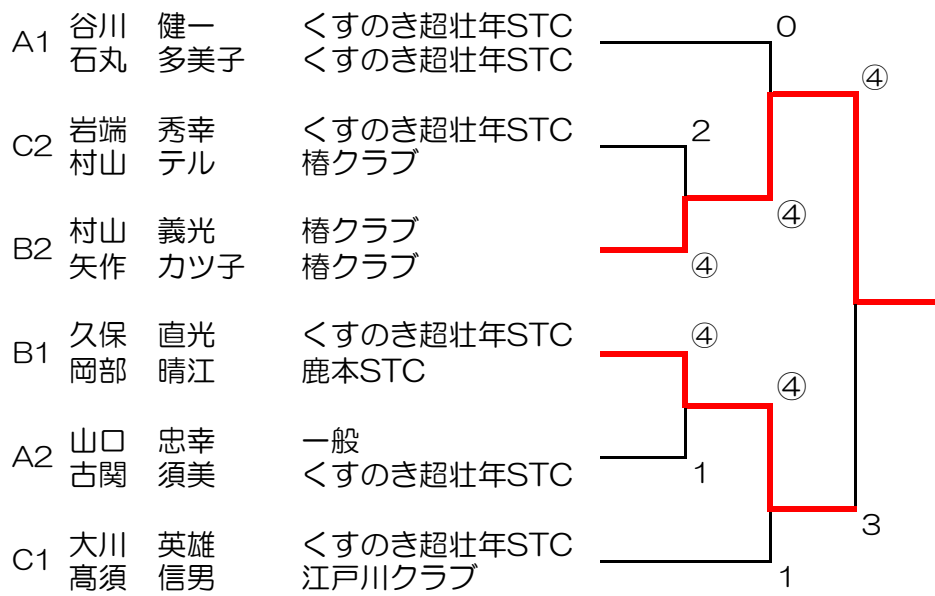 A1 谷川 健一 くすのき超壮年STC
石丸 多美子 くすのき超壮年STC
0
④
C2 岩端 秀幸 くすのき超壮年STC
村山 テル 椿クラブ
2
④
B2 村山 義光 椿クラブ
矢作 カツ子 椿クラブ
④
B1 久保 直光 くすのき超壮年STC
岡部 晴江 鹿本STC
④
④
A2 山口 忠幸 一般
古関 須美 くすのき超壮年STC
1
3
C1 大川 英雄 くすのき超壮年STC
髙須 信男 江戸川クラブ
1